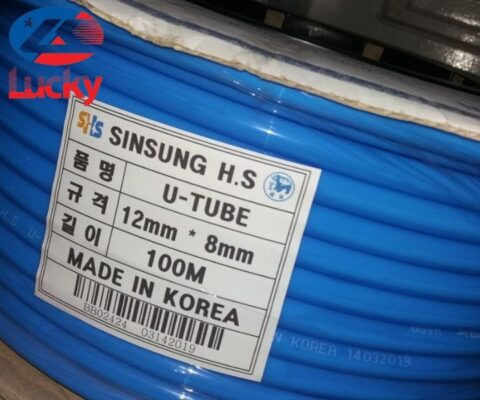 Lucky
SHS SINSUNG H.S
품 명 U-TUBE
규 격 12mm * 8mm
길 이 100M
MADE IN KOREA
BB02424 03142019
HS U-
KOREA 14032019